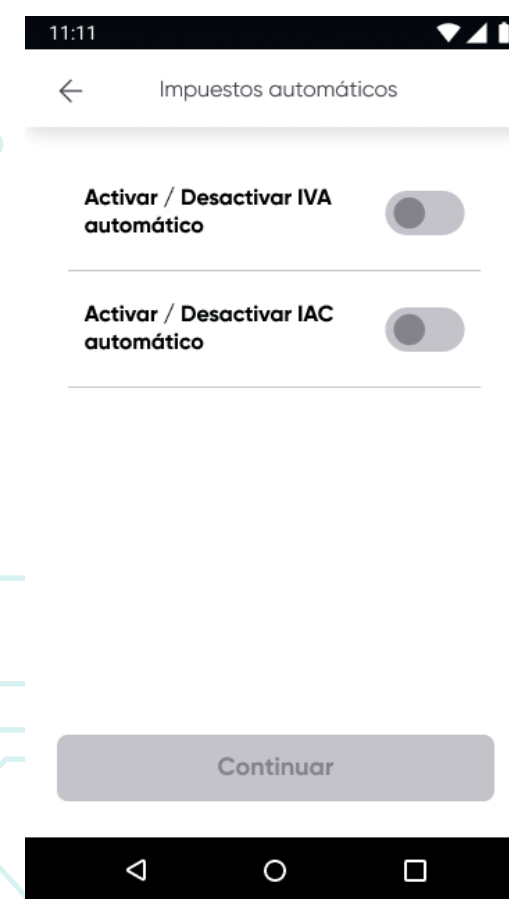 11:11
Impuestos automáticos
Activar / Desactivar IVA
automático
Activar / Desactivar IAC
automático
Continuar